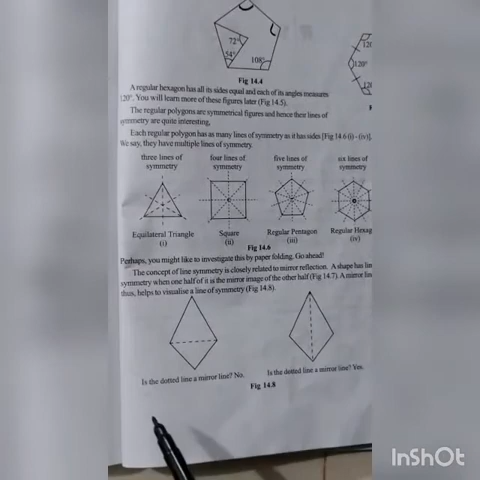 72°
54°
108°
120°
120°
120°
Fig 14.4
A regular hexagon has all its sides equal and each of its angles measures
120°. You will learn more of these figures later (Fig 14.5).
The regular polygons are symmetrical figures and hence their lines of
symmetry are quite interesting,
Each regular polygon has as many lines of symmetry as it has sides [Fig 14.6 (i) - (iv)].
We say, they have multiple lines of symmetry.
three lines of symmetry
four lines of symmetry
five lines of symmetry
six lines of symmetry
Equilateral Triangle
(i)
Square
(ii)
Regular Pentagon
(iii)
Regular Hexag
(iv)
Fig 14.6
Perhaps, you might like to investigate this by paper folding. Go ahead!
The concept of line symmetry is closely related to mirror reflection. A shape has lin
symmetry when one half of it is the mirror image of the other half (Fig 14.7). A mirror lin
thus, helps to visualise a line of symmetry (Fig 14.8).
Is the dotted line a mirror line? No.
Is the dotted line a mirror line? Yes.
Fig 14.8
InShOt